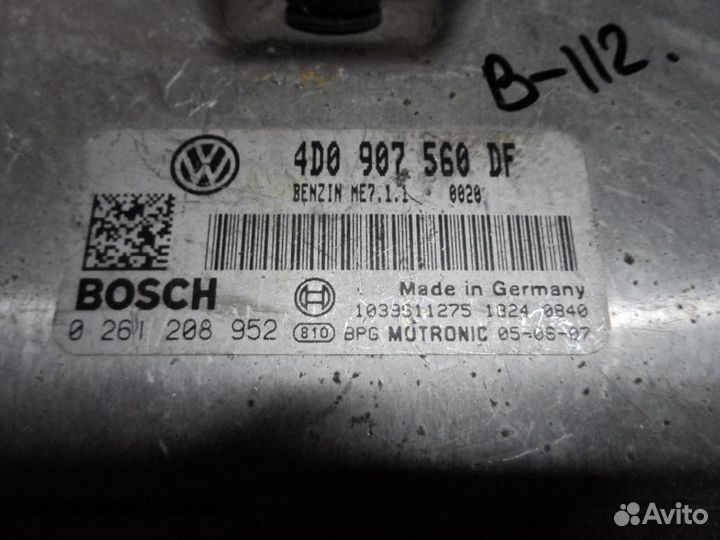 B-112.
4D0 907 560 DF
BENZIN ME7.1.1 0020
BOSCH
Made in Germany
1039S11275 1824 0840
0 261 208 952 810 BPG MOTRONIC 05-06-07
Avito